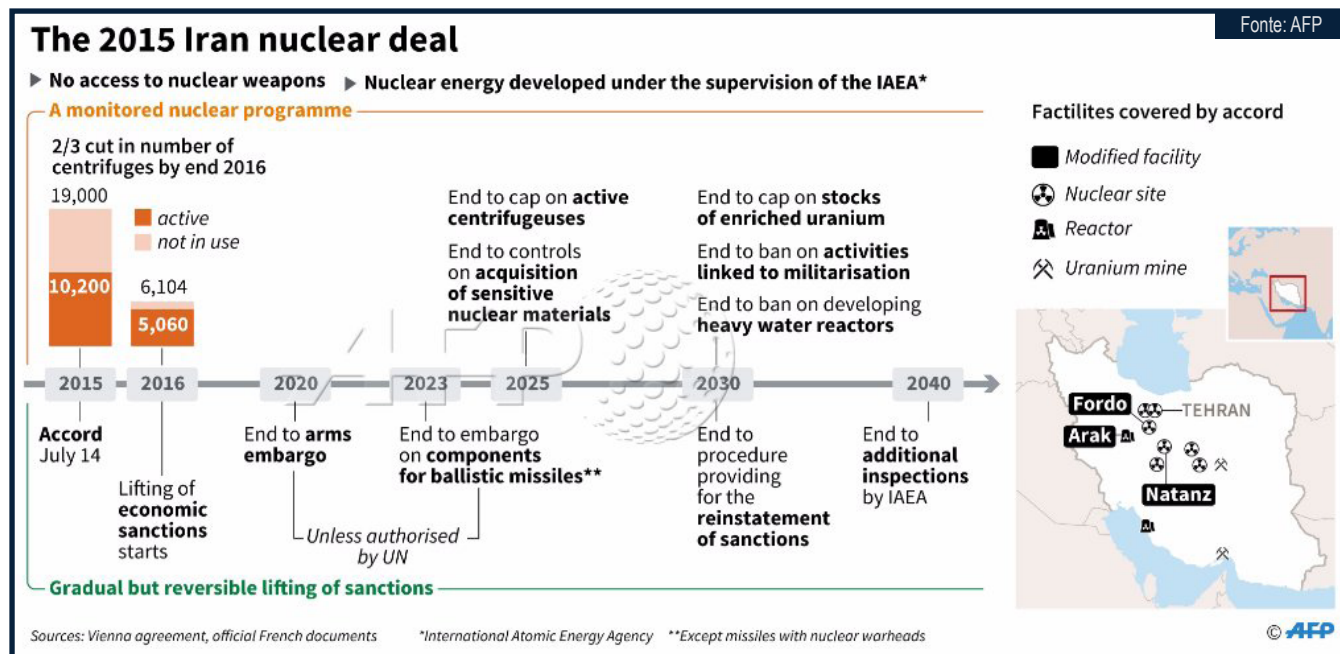 Fonte: AFP
The 2015 Iran nuclear deal
No access to nuclear weapons
Nuclear energy developed under the supervision of the IAEA*
A monitored nuclear programme
2/3 cut in number of
centrifuges by end 2016
19,000
active
not in use
10,200
6,104
5,060
End to cap on active
centrifugeuses
End to controls
on acquisition
of sensitive
nuclear materials
End to cap on stocks
of enriched uranium
End to ban on activities
linked to militarisation
End to ban on developing
heavy water reactors
AFP
2015
2016
2020
2023
2025
2030
2040
Accord
July 14
Lifting of
economic
sanctions
starts
End to arms
embargo
End to embargo
on components
for ballistic missiles**
Unless authorised
by UN
End to
procedure
providing
for the
reinstatement
of sanctions
End to
additional
inspections
by IAEA
Gradual but reversible lifting of sanctions
Factilites covered by accord
Modified facility
Nuclear site
Reactor
Uranium mine
Fordo
TEHRAN
Arak
Natanz
Sources: Vienna agreement, official French documents
*International Atomic Energy Agency
**Except missiles with nuclear warheads
© AFP